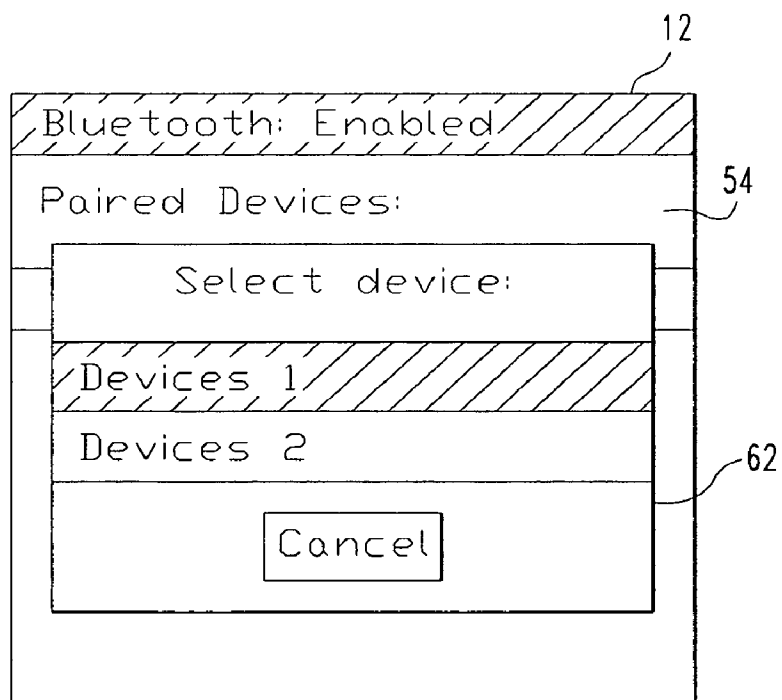 12
Bluetooth: Enabled
54
Paired Devices:
Select device:
Devices 1
Devices 2
62
Cancel